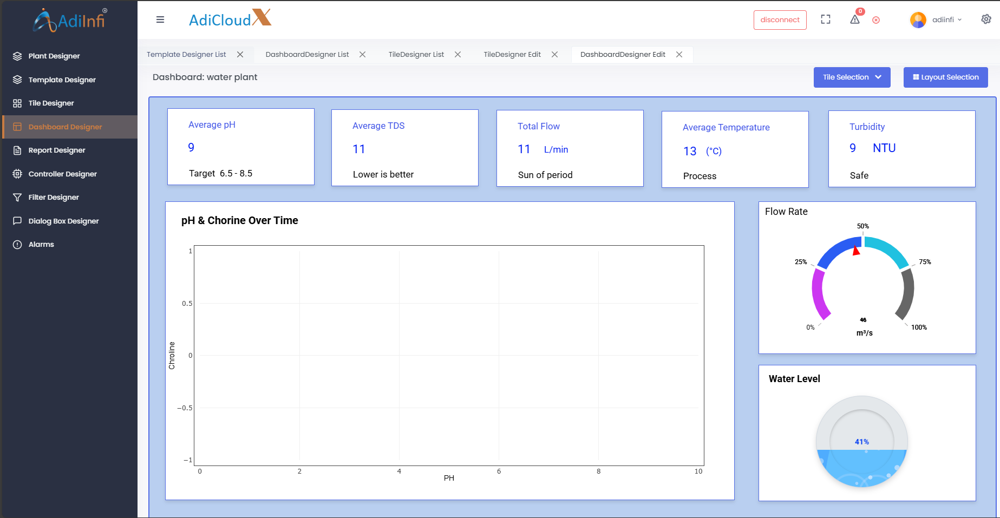 AdiInfi ®
AdiCloudX
disconnect
0
adiinfi
Plant Designer
Template Designer
Tile Designer
Dashboard Designer
Report Designer
Controller Designer
Filter Designer
Dialog Box Designer
Alarms
Template Designer List
DashboardDesigner List
TileDesigner List
TileDesigner Edit
DashboardDesigner Edit
Dashboard: water plant
Tile Selection
Layout Selection
Average pH
9
Target 6.5 - 8.5
Average TDS
11
Lower is better
Total Flow
11 L/min
Sun of period
Average Temperature
13 (°C)
Process
Turbidity
9 NTU
Safe
pH & Chorine Over Time
1
0.5
0
−0.5
−1
Chroline
0 2 4 6 8 10
PH
Flow Rate
50%
25% 75%
0% 100%
m³/s
Water Level
41%